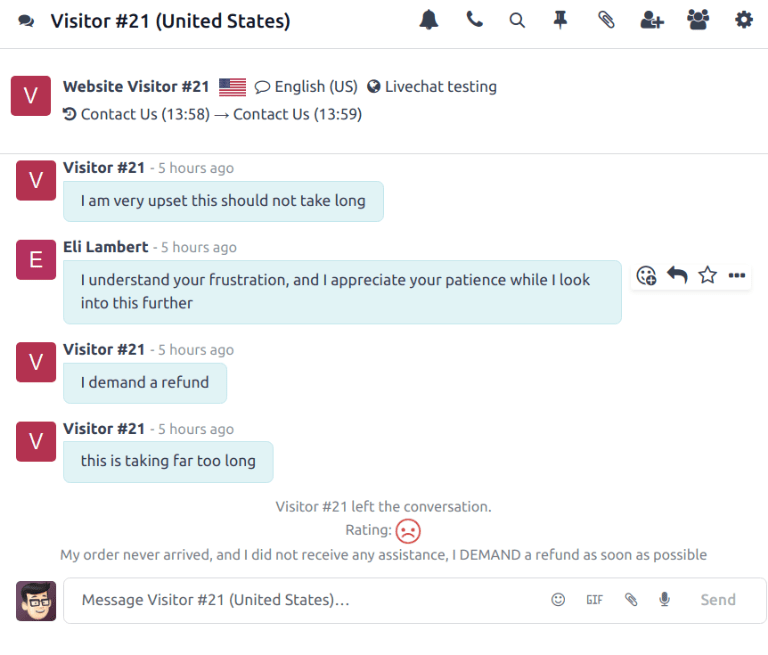 Visitor #21 (United States)
V
Website Visitor #21 English (US) Livechat testing
Contact Us (13:58) → Contact Us (13:59)
V
Visitor #21 - 5 hours ago
I am very upset this should not take long
E
Eli Lambert - 5 hours ago
I understand your frustration, and I appreciate your patience while I look
into this further
V
Visitor #21 - 5 hours ago
I demand a refund
V
Visitor #21 - 5 hours ago
this is taking far too long
Visitor #21 left the conversation.
Rating:
My order never arrived, and I did not receive any assistance, I DEMAND a refund as soon as possible
Message Visitor #21 (United States)… GIF Send